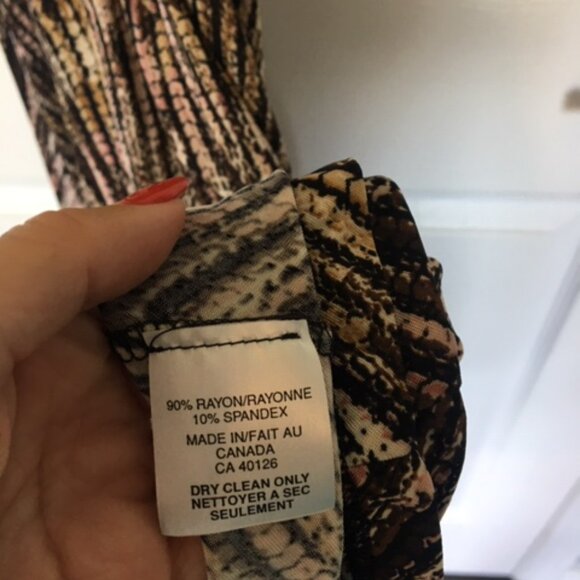 90% RAYON/RAYONNE
10% SPANDEX
MADE IN/FAIT AU
CANADA
CA 40126
DRY CLEAN ONLY
NETTOYER A SEC
SEULEMENT